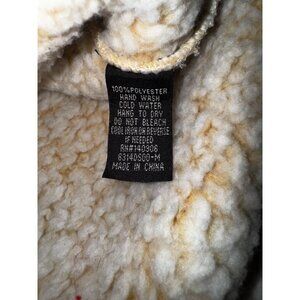 100% POLYESTER
HAND WASH
COLD WATER
HANG TO DRY
DO NOT BLEACH
COOL IRON ON REVERSE
IF NEEDED
RN#140906
8314DS00-M
MADE IN CHINA